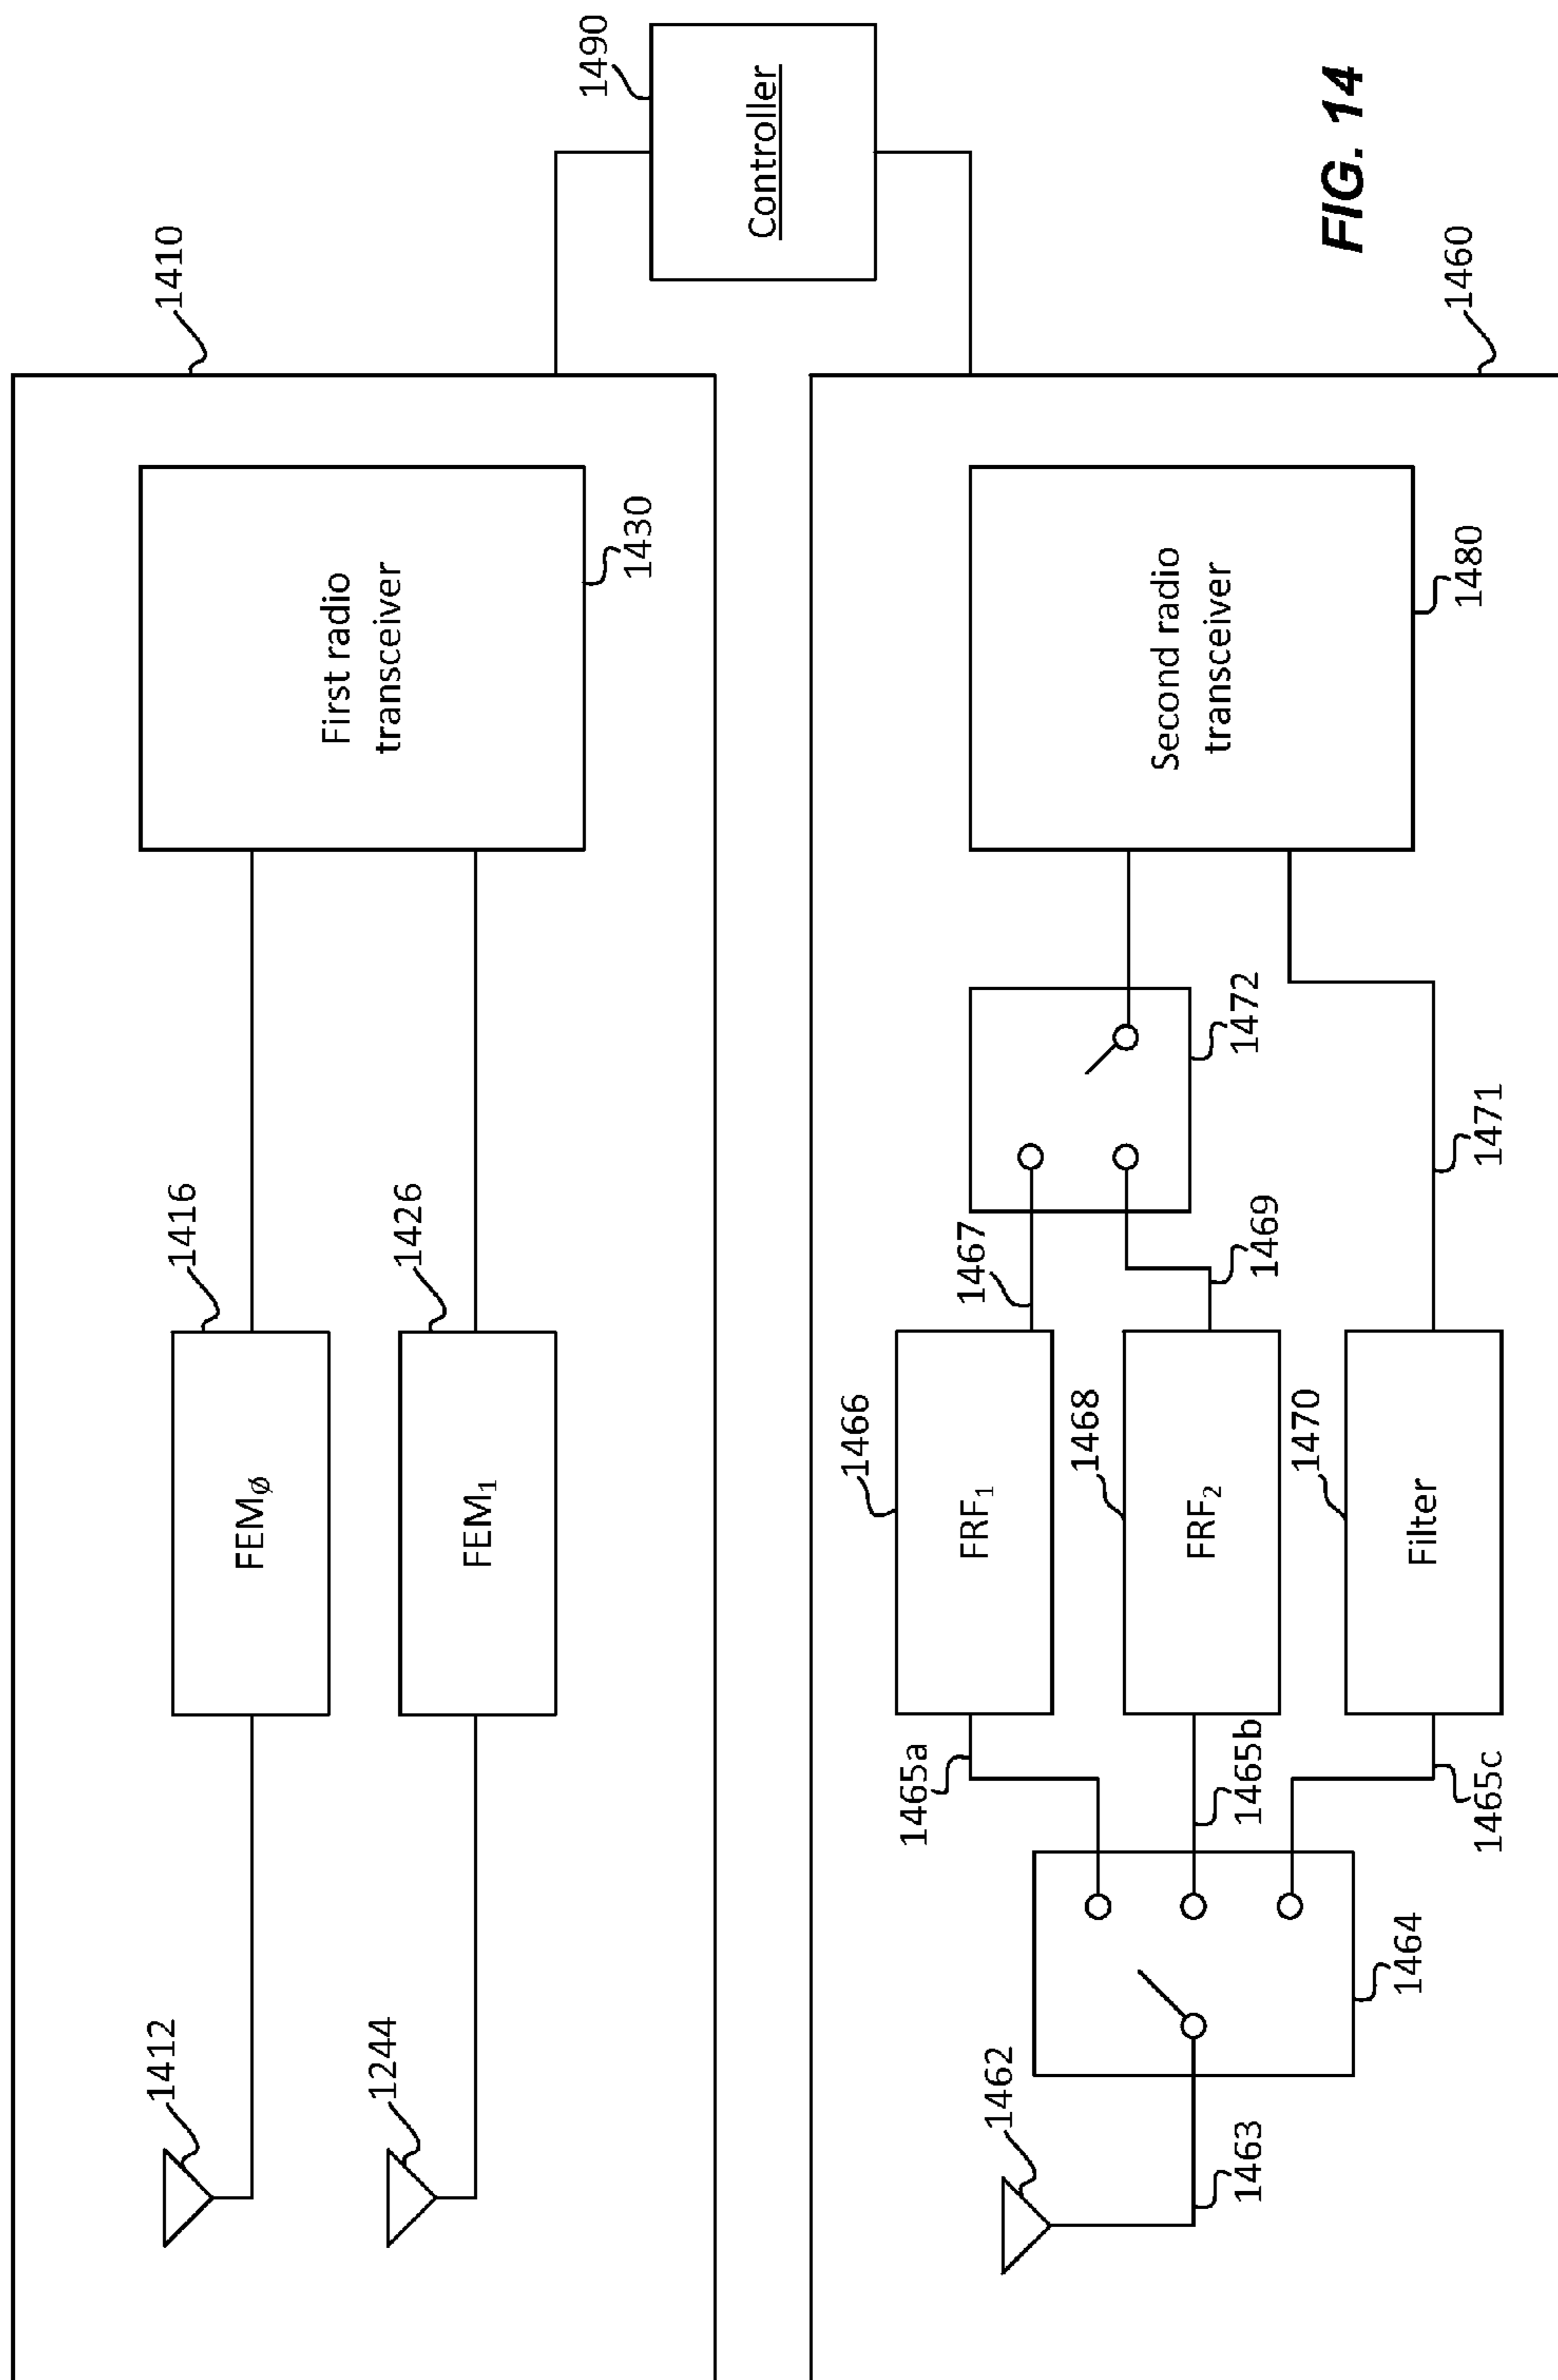 1410
1412
1416
FEMø
First radio
transceiver
1430
1244
1426
FEM₁
1490
Controller
1462
1463
1464
1465a
1465b
1465c
1466
FRF₁
1467
1468
FRF₂
1469
1470
Filter
1471
1472
Second radio
transceiver
1480
1460
FIG. 14